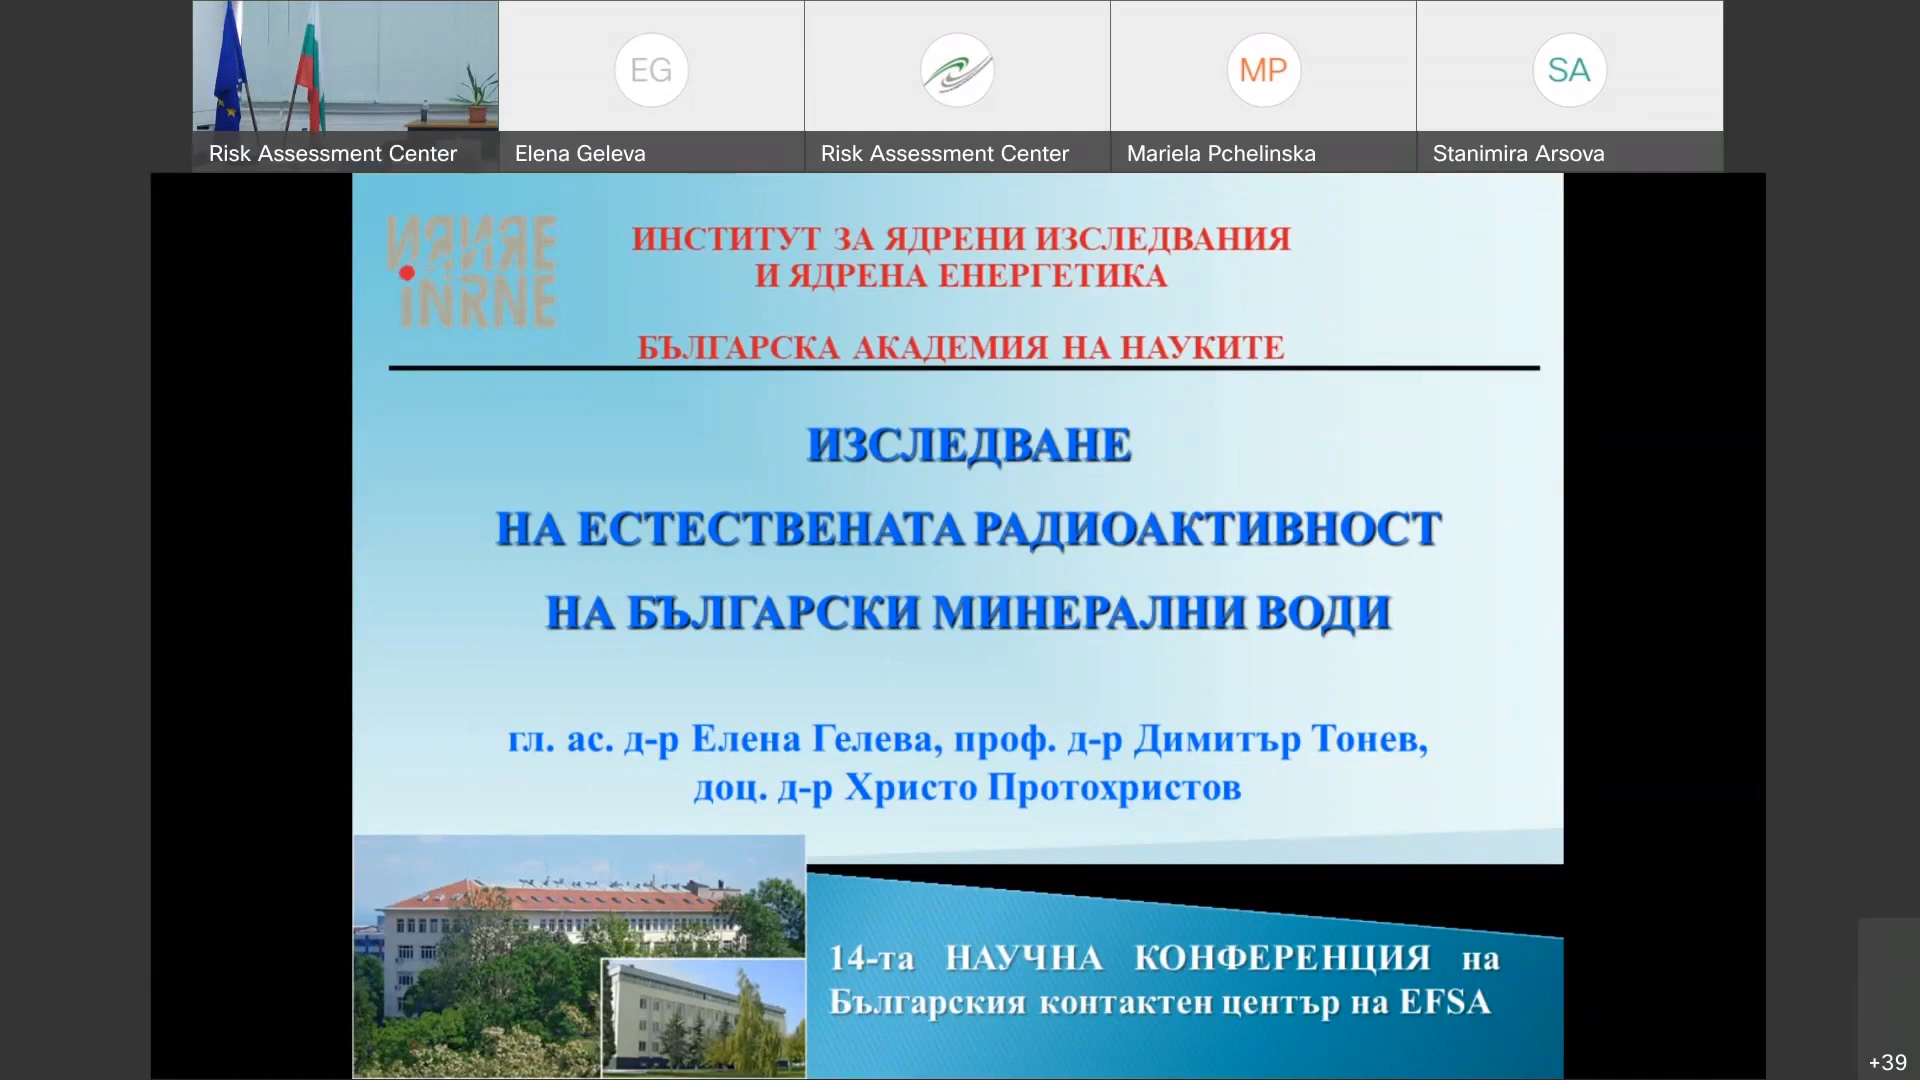 EG
MP
SA
Risk Assessment Center
Elena Geleva
Risk Assessment Center
Mariela Pchelinska
Stanimira Arsova
ИЯИЯЕ
iNRNE
ИНСТИТУТ ЗА ЯДРЕНИ ИЗСЛЕДВАНИЯ
И ЯДРЕНА ЕНЕРГЕТИКА
БЪЛГАРСКА АКАДЕМИЯ НА НАУКИТЕ
ИЗСЛЕДВАНЕ
НА ЕСТЕСТВЕНАТА РАДИОАКТИВНОСТ
НА БЪЛГАРСКИ МИНЕРАЛНИ ВОДИ
гл. ас. д-р Елена Гелева, проф. д-р Димитър Тонев,
доц. д-р Христо Протохристов
14-та НАУЧНА КОНФЕРЕНЦИЯ на
Българския контактен център на EFSA
+39